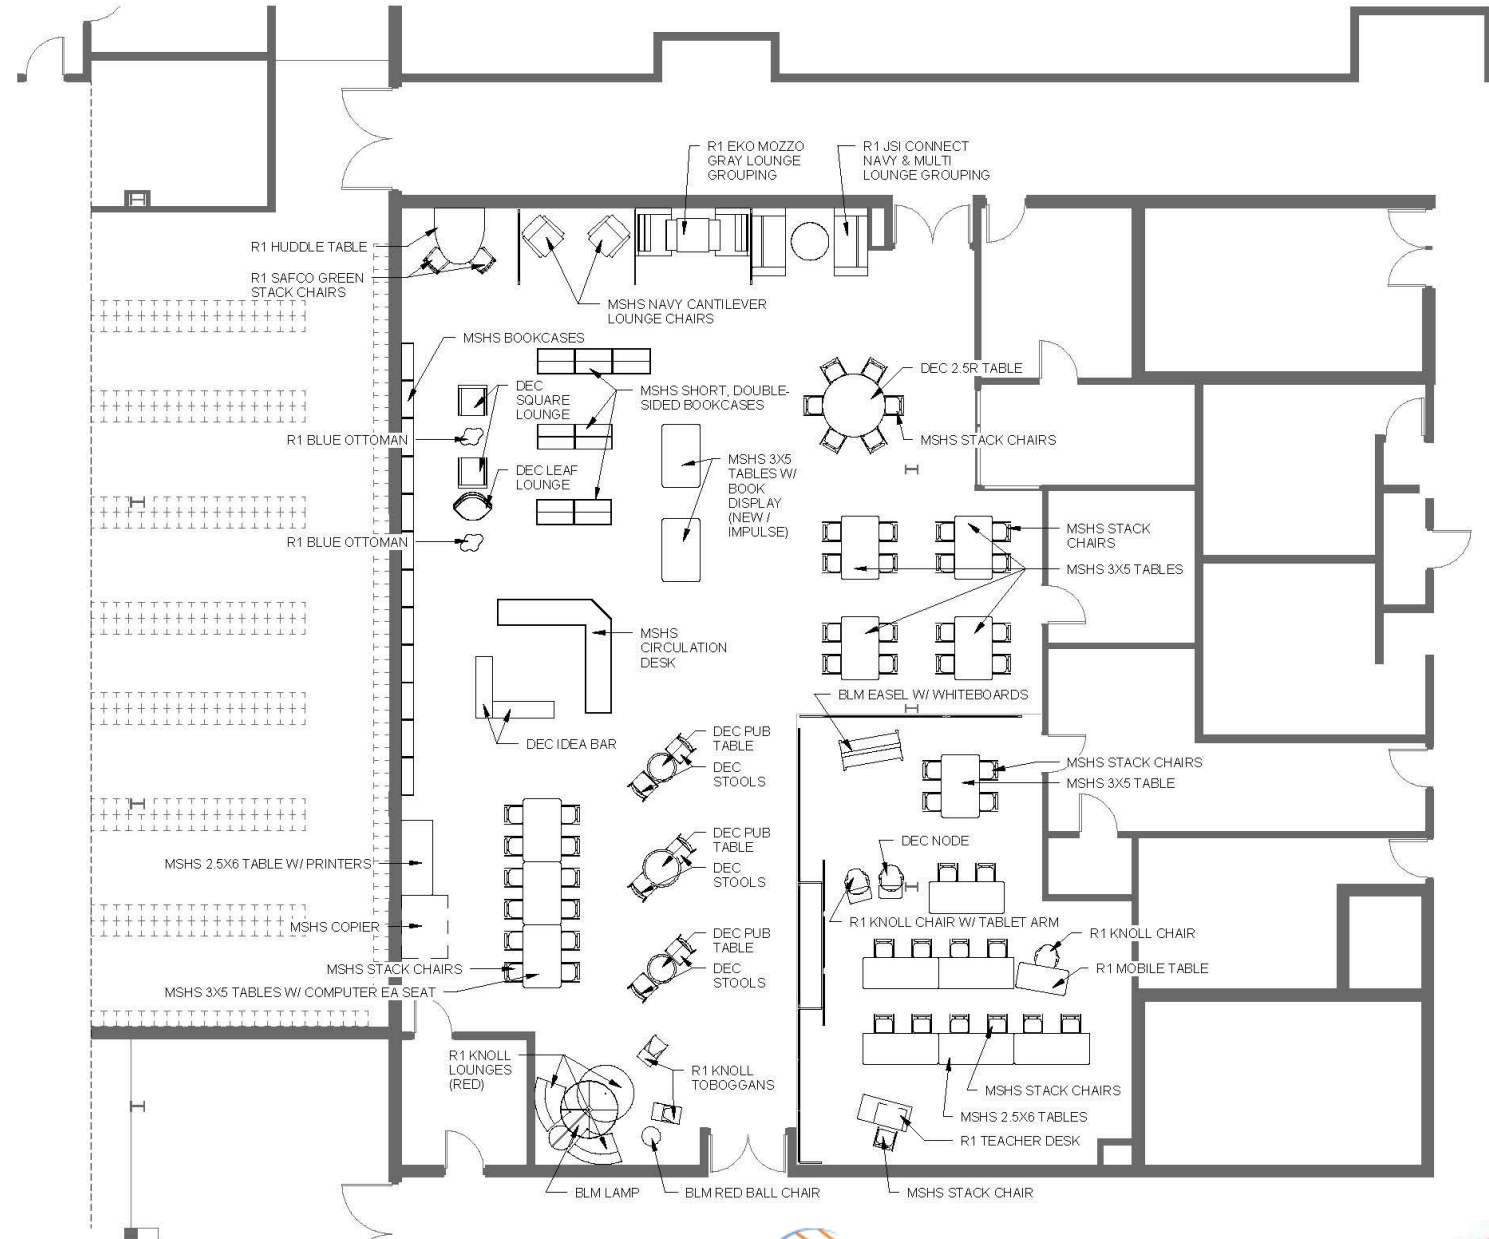 R1 EKO MOZZO
GRAY LOUNGE
GROUPING
R1 JSI CONNECT
NAVY & MULTI
LOUNGE GROUPING
R1 HUDDLE TABLE
R1 SAFCO GREEN
STACK CHAIRS
MSHS NAVY CANTILEVER
LOUNGE CHAIRS
MSHS BOOKCASES
DEC
SQUARE
LOUNGE
MSHS SHORT, DOUBLE-
SIDED BOOKCASES
DEC 2.5R TABLE
R1 BLUE OTTOMAN
MSHS STACK CHAIRS
DEC LEAF
LOUNGE
MSHS 3X5
TABLES W/
BOOK
DISPLAY
(NEW /
IMPULSE)
R1 BLUE OTTOMAN
MSHS STACK
CHAIRS
MSHS 3X5 TABLES
MSHS
CIRCULATION
DESK
BLM EASEL W/ WHITEBOARDS
DEC IDEA BAR
DEC PUB
TABLE
DEC
STOOLS
MSHS STACK CHAIRS
MSHS 3X5 TABLE
DEC PUB
TABLE
DEC
STOOLS
DEC NODE
MSHS 2.5X6 TABLE W/ PRINTERS
R1 KNOLL CHAIR W/ TABLET ARM
MSHS COPIER
DEC PUB
TABLE
DEC
STOOLS
R1 KNOLL CHAIR
R1 MOBILE TABLE
MSHS STACK CHAIRS
MSHS 3X5 TABLES W/ COMPUTER EA SEAT
R1 KNOLL
LOUNGES
(RED)
R1 KNOLL
TOBOGGANS
MSHS STACK CHAIRS
MSHS 2.5X6 TABLES
R1 TEACHER DESK
BLM LAMP
BLM RED BALL CHAIR
MSHS STACK CHAIR